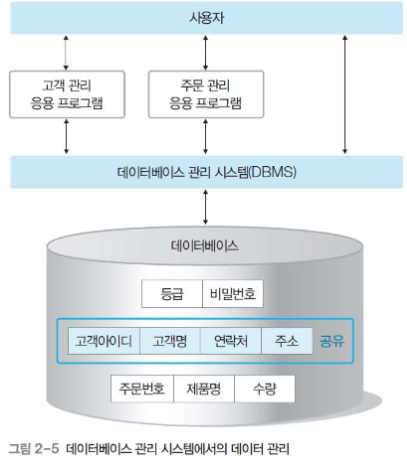 사용자
고객 관리
응용 프로그램
주문 관리
응용 프로그램
데이터베이스 관리 시스템(DBMS)
데이터베이스
등급 비밀번호
고객아이디 고객명 연락처 주소 공유
주문번호 제품명 수량
그림 2-5 데이터베이스 관리 시스템에서의 데이터 관리